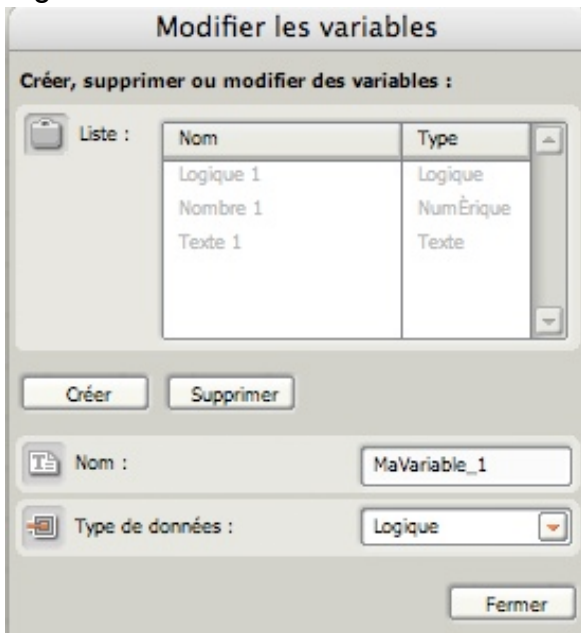 Modifier les variables
Créer, supprimer ou modifier des variables :
Liste :
Nom Type
Logique 1 Logique
Nombre 1 NumÈrique
Texte 1 Texte
Créer Supprimer
Nom : MaVariable_1
Type de données : Logique
Fermer